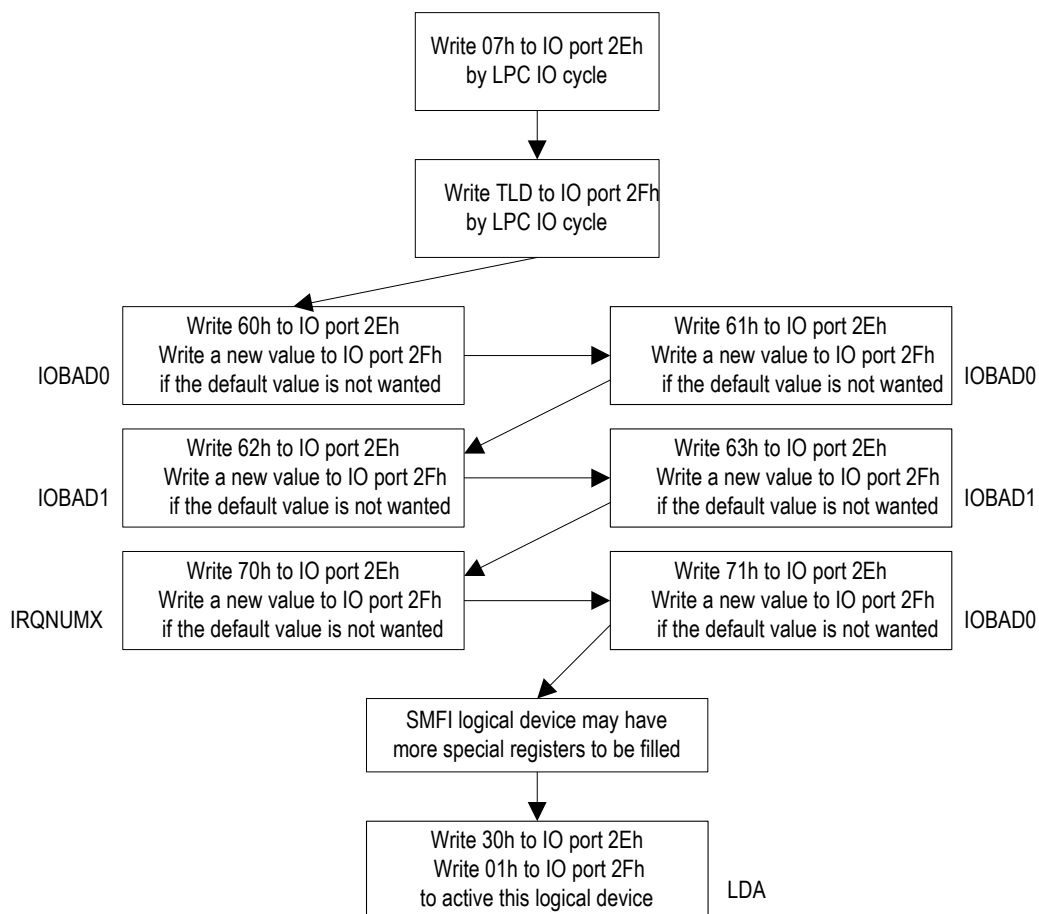 Write 07h to IO port 2Eh
by LPC IO cycle
Write TLD to IO port 2Fh
by LPC IO cycle
IOBAD0
Write 60h to IO port 2Eh
Write a new value to IO port 2Fh
if the default value is not wanted
Write 61h to IO port 2Eh
Write a new value to IO port 2Fh
if the default value is not wanted
IOBAD0
IOBAD1
Write 62h to IO port 2Eh
Write a new value to IO port 2Fh
if the default value is not wanted
Write 63h to IO port 2Eh
Write a new value to IO port 2Fh
if the default value is not wanted
IOBAD1
IRQNUMX
Write 70h to IO port 2Eh
Write a new value to IO port 2Fh
if the default value is not wanted
Write 71h to IO port 2Eh
Write a new value to IO port 2Fh
if the default value is not wanted
IOBAD0
SMFI logical device may have
more special registers to be filled
Write 30h to IO port 2Eh
Write 01h to IO port 2Fh
to active this logical device
LDA